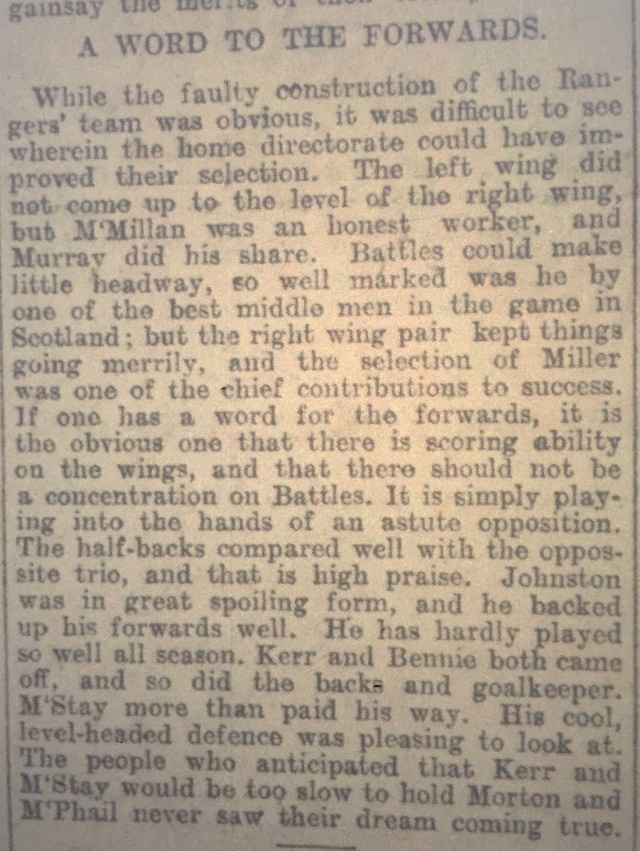 gainsay the merits of their
A WORD TO THE FORWARDS.
While the faulty construction of the Ran-
gers' team was obvious, it was difficult to see
wherein the home directorate could have im-
proved their selection. The left wing did
not come up to the level of the right wing,
but M'Millan was an honest worker, and
Murray did his share. Battles could make
little headway, so well marked was he by
one of the best middle men in the game in
Scotland; but the right wing pair kept things
going merrily, and the selection of Miller
was one of the chief contributions to success.
If one has a word for the forwards, it is
the obvious one that there is scoring ability
on the wings, and that there should not be
a concentration on Battles. It is simply play-
ing into the hands of an astute opposition.
The half-backs compared well with the oppos-
site trio, and that is high praise. Johnston
was in great spoiling form, and he backed
up his forwards well. He has hardly played
so well all season. Kerr and Bennie both came
off, and so did the backs and goalkeeper.
M'Stay more than paid his way. His cool,
level-headed defence was pleasing to look at.
The people who anticipated that Kerr and
M'Stay would be too slow to hold Morton and
M'Phail never saw their dream coming true.